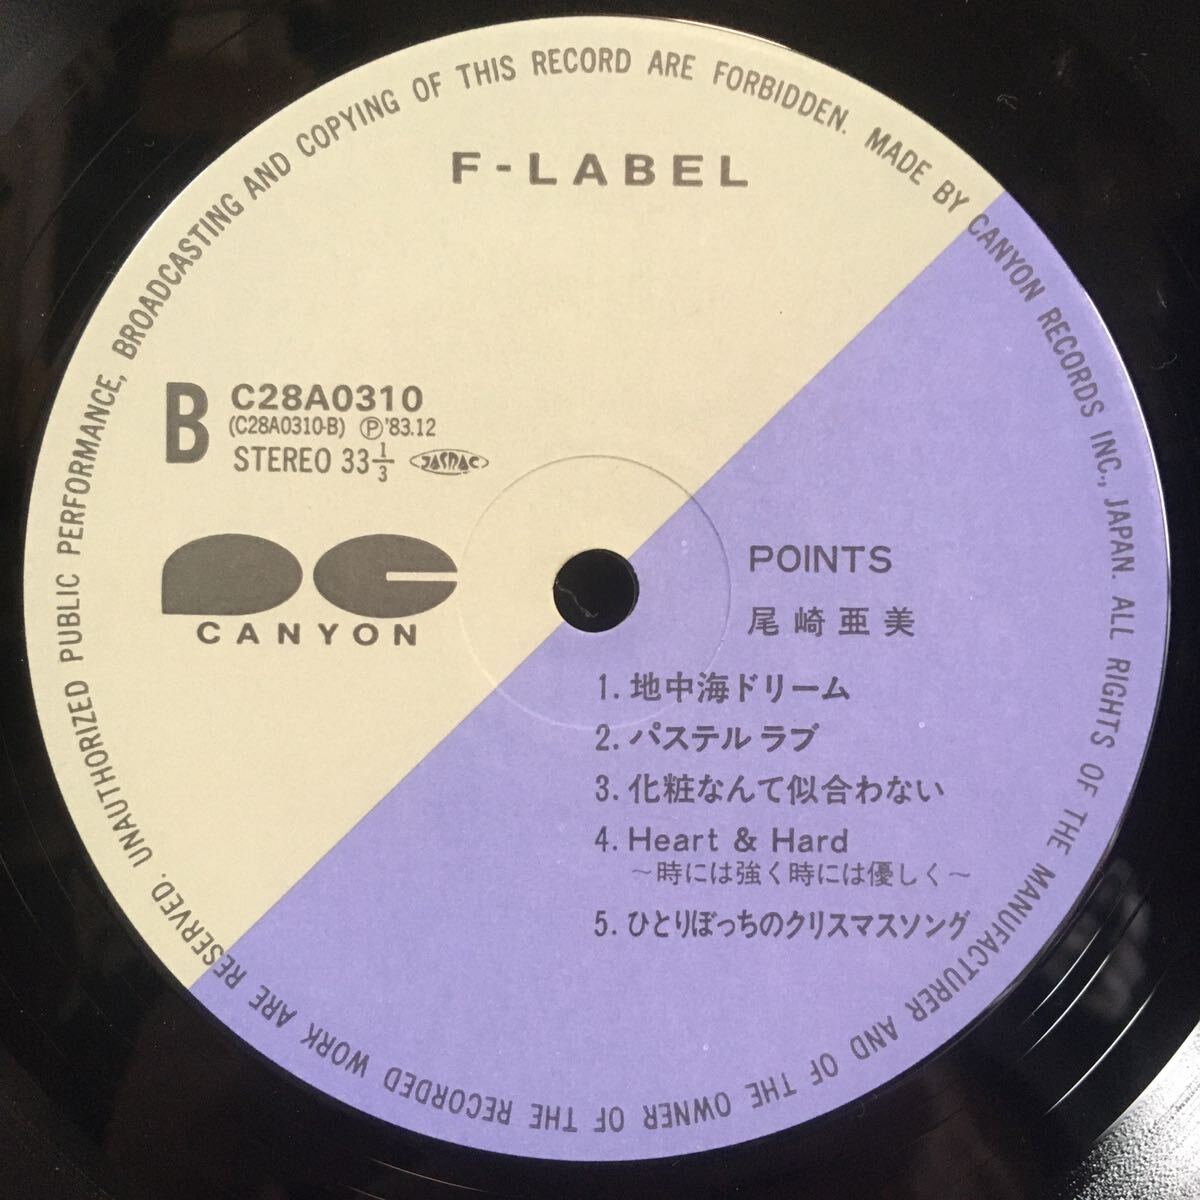 F-LABEL
B
C28A0310
(C28A0310-B) Ⓟ'83.12
STEREO 33 1/3
JASRAC
CANYON
POINTS
尾崎亜美
1. 地中海ドリーム
2. パステル ラブ
3. 化粧なんて似合わない
4. Heart & Hard
～時には強く時には優しく～
5. ひとりぼっちのクリスマスソング
MADE BY CANYON RECORDS INC., JAPAN. ALL RIGHTS OF THE MANUFACTURER AND OF THE OWNER OF THE RECORDED WORK ARE RESERVED. UNAUTHORIZED PUBLIC PERFORMANCE, BROADCASTING AND COPYING OF THIS RECORD ARE FORBIDDEN.